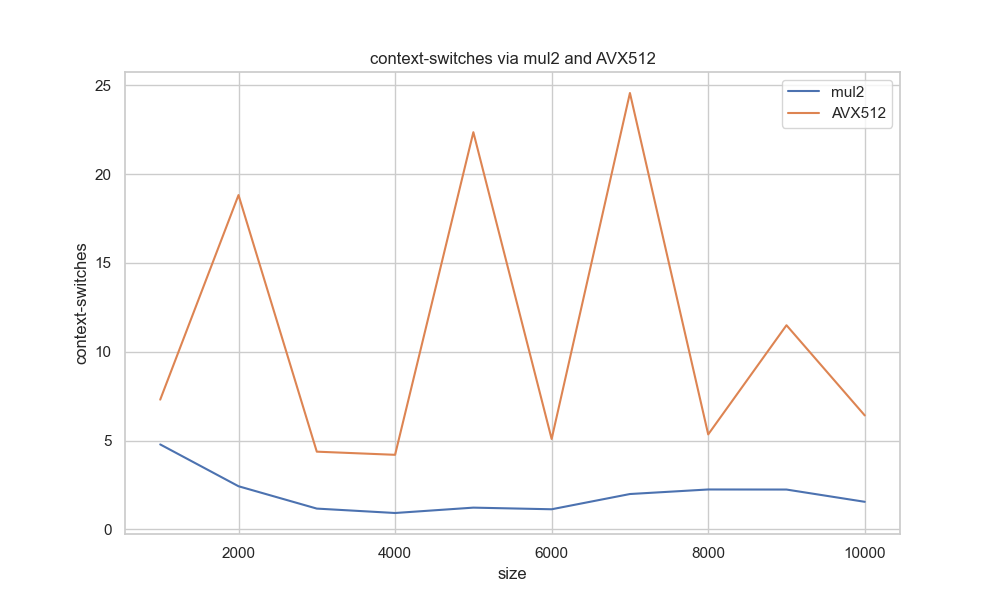 context-switches via mul2 and AVX512
mul2
AVX512
25
20
15
10
5
0
context-switches
2000 4000 6000 8000 10000
size